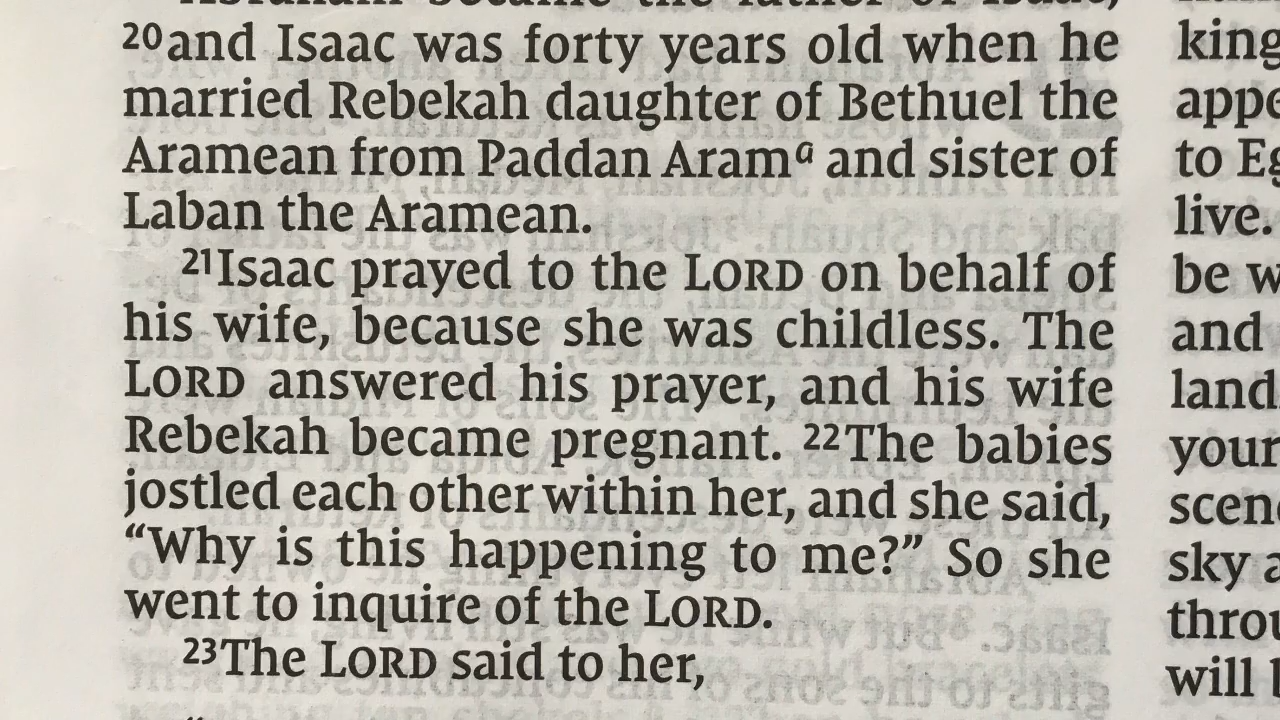 20and Isaac was forty years old when he
married Rebekah daughter of Bethuel the
Aramean from Paddan Aramᵃ and sister of
Laban the Aramean.
21Isaac prayed to the LORD on behalf of
his wife, because she was childless. The
LORD answered his prayer, and his wife
Rebekah became pregnant. 22The babies
jostled each other within her, and she said,
“Why is this happening to me?” So she
went to inquire of the LORD.
23The LORD said to her,
king
to
live.
be
and
land
your
sky
will